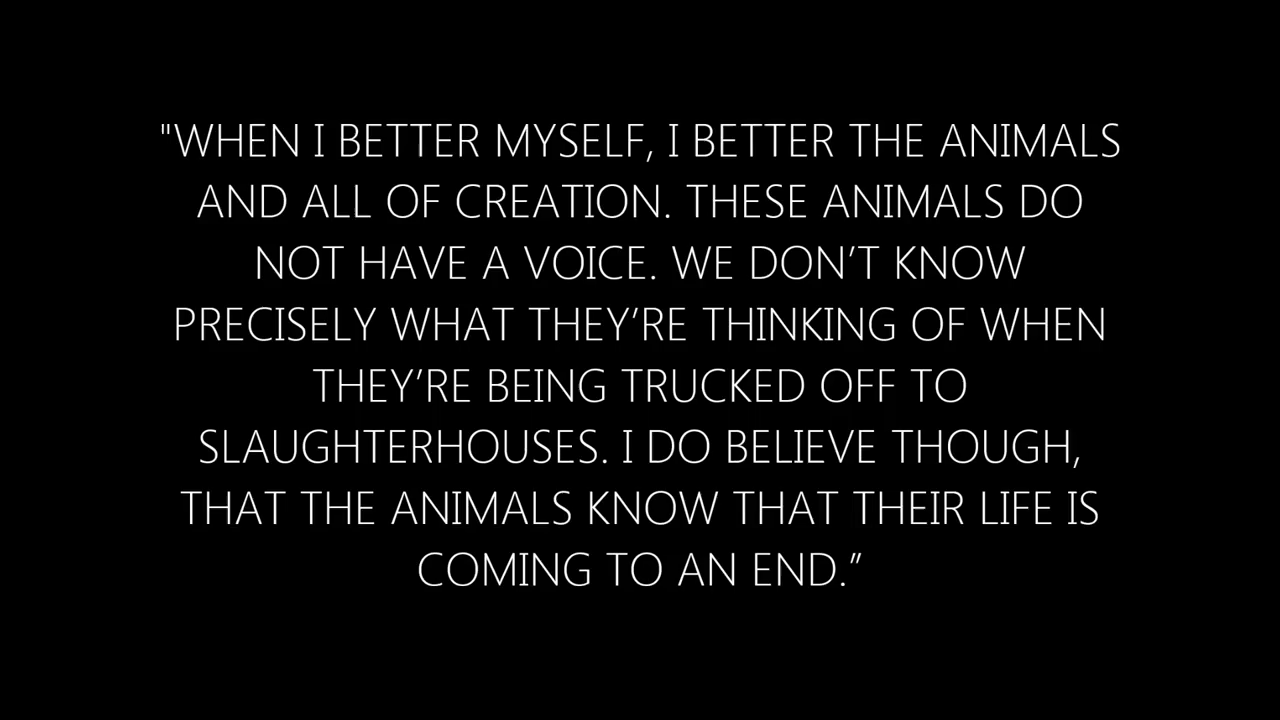 "WHEN I BETTER MYSELF, I BETTER THE ANIMALS
AND ALL OF CREATION. THESE ANIMALS DO
NOT HAVE A VOICE. WE DON’T KNOW
PRECISELY WHAT THEY’RE THINKING OF WHEN
THEY’RE BEING TRUCKED OFF TO
SLAUGHTERHOUSES. I DO BELIEVE THOUGH,
THAT THE ANIMALS KNOW THAT THEIR LIFE IS
COMING TO AN END.”